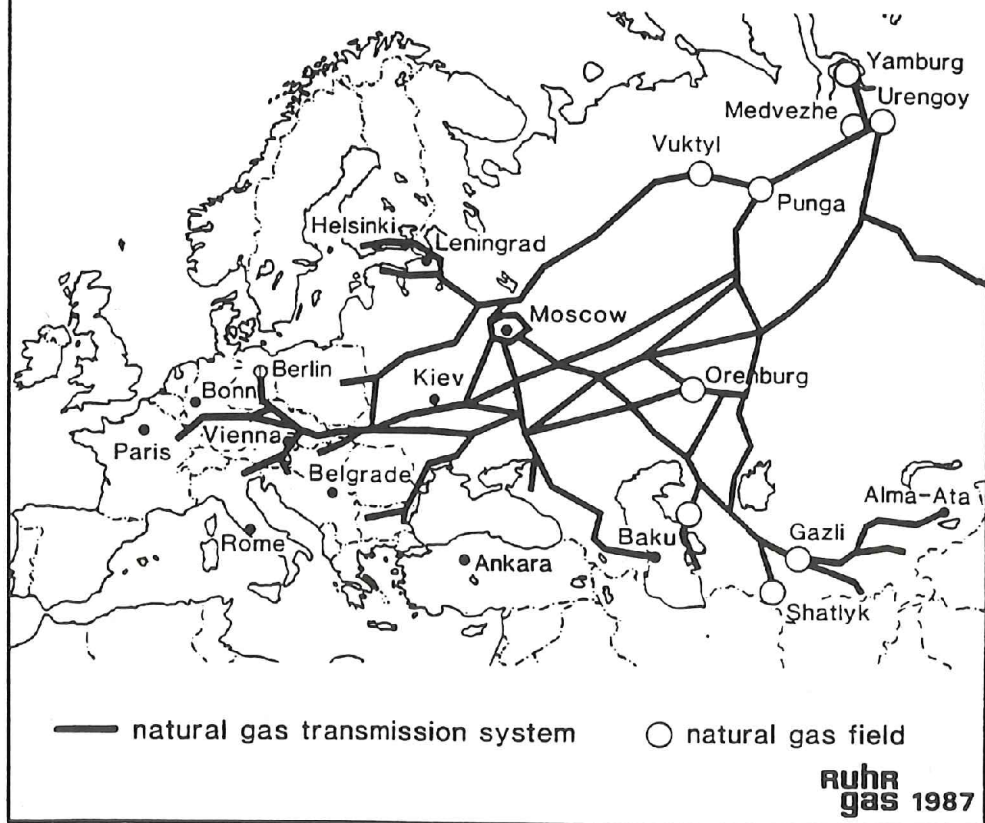 Yamburg
Urengoy
Medvezhe
Vuktyl
Punga
Helsinki
Leningrad
Moscow
Berlin
Bonn
Kiev
Orenburg
Paris
Vienna
Belgrade
Alma-Ata
Rome
Ankara
Baku
Gazli
Shatlyk
natural gas transmission system
natural gas field
RuhR
gas 1987